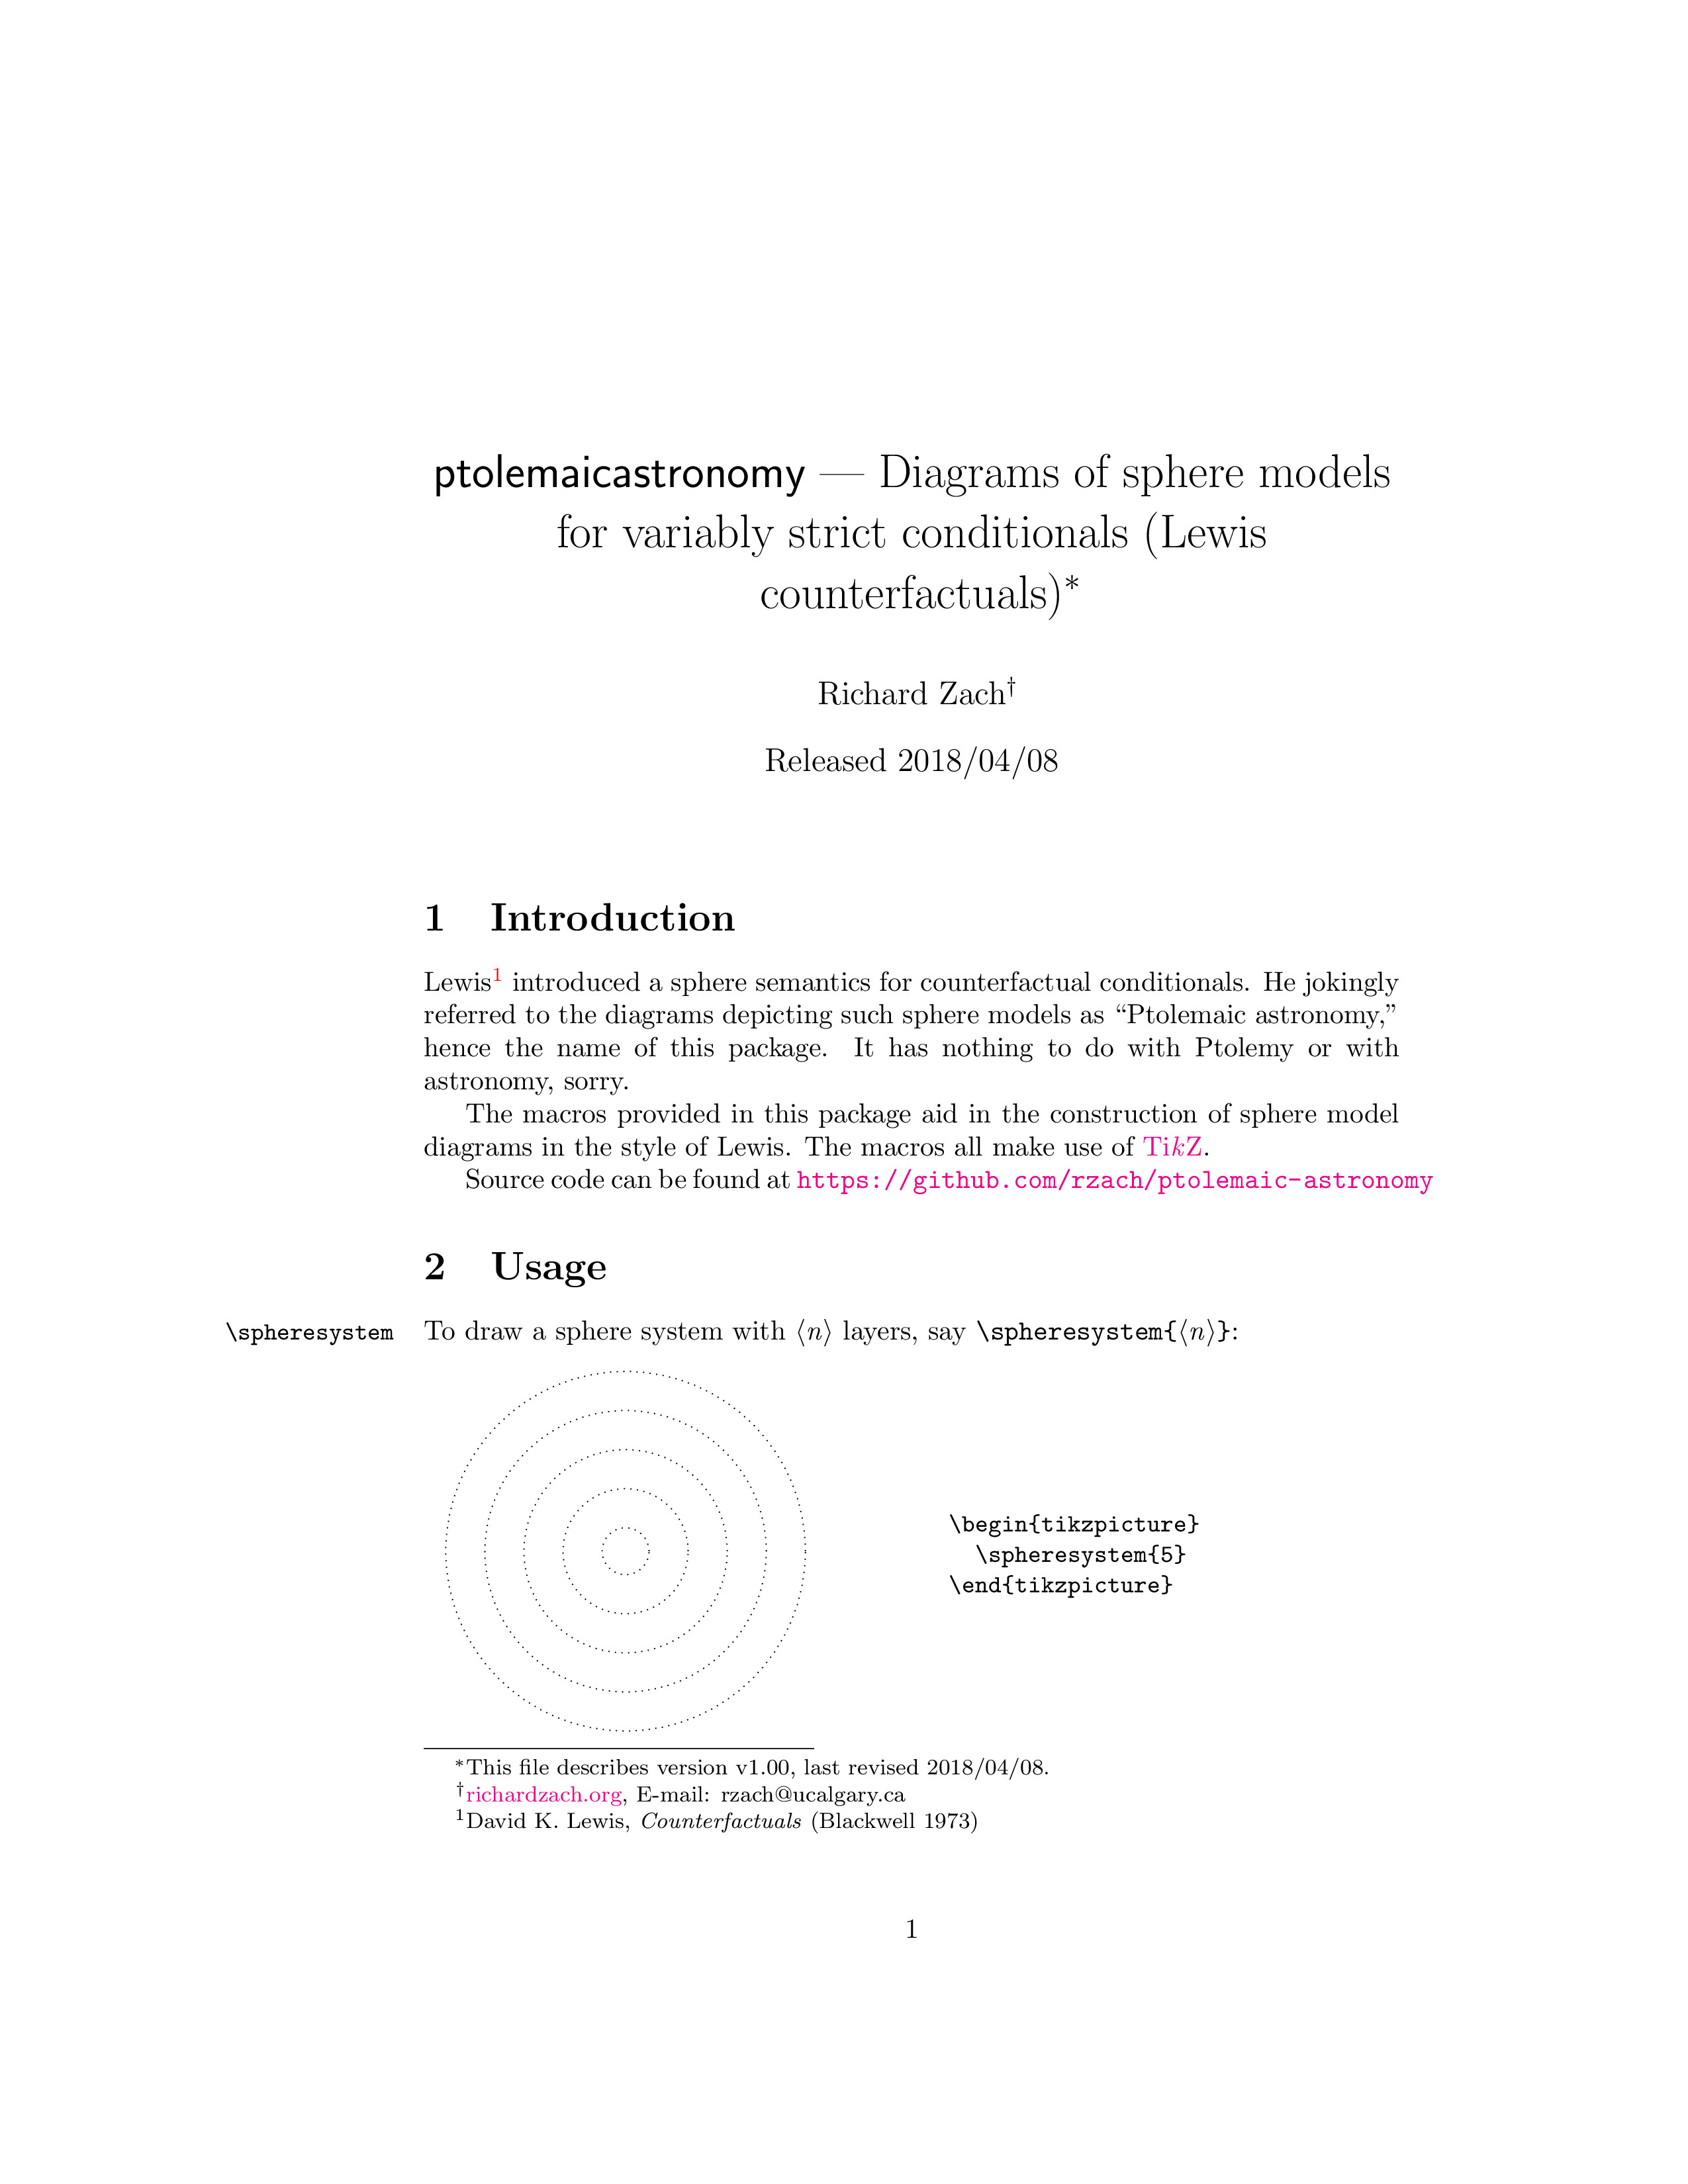 ptolemaicastronomy — Diagrams of sphere models
for variably strict conditionals (Lewis
counterfactuals)*
Richard Zach†
Released 2018/04/08
1 Introduction
Lewis1 introduced a sphere semantics for counterfactual conditionals. He jokingly
referred to the diagrams depicting such sphere models as “Ptolemaic astronomy,”
hence the name of this package. It has nothing to do with Ptolemy or with
astronomy, sorry.
The macros provided in this package aid in the construction of sphere model
diagrams in the style of Lewis. The macros all make use of TikZ.
Source code can be found at https://github.com/rzach/ptolemaic-astronomy
2 Usage
\spheresystem To draw a sphere system with ⟨n⟩ layers, say \spheresystem{⟨n⟩}:
\begin{tikzpicture}
\spheresystem{5}
\end{tikzpicture}
*This file describes version v1.00, last revised 2018/04/08.
†richardzach.org, E-mail: rzach@ucalgary.ca
1David K. Lewis, Counterfactuals (Blackwell 1973)
1